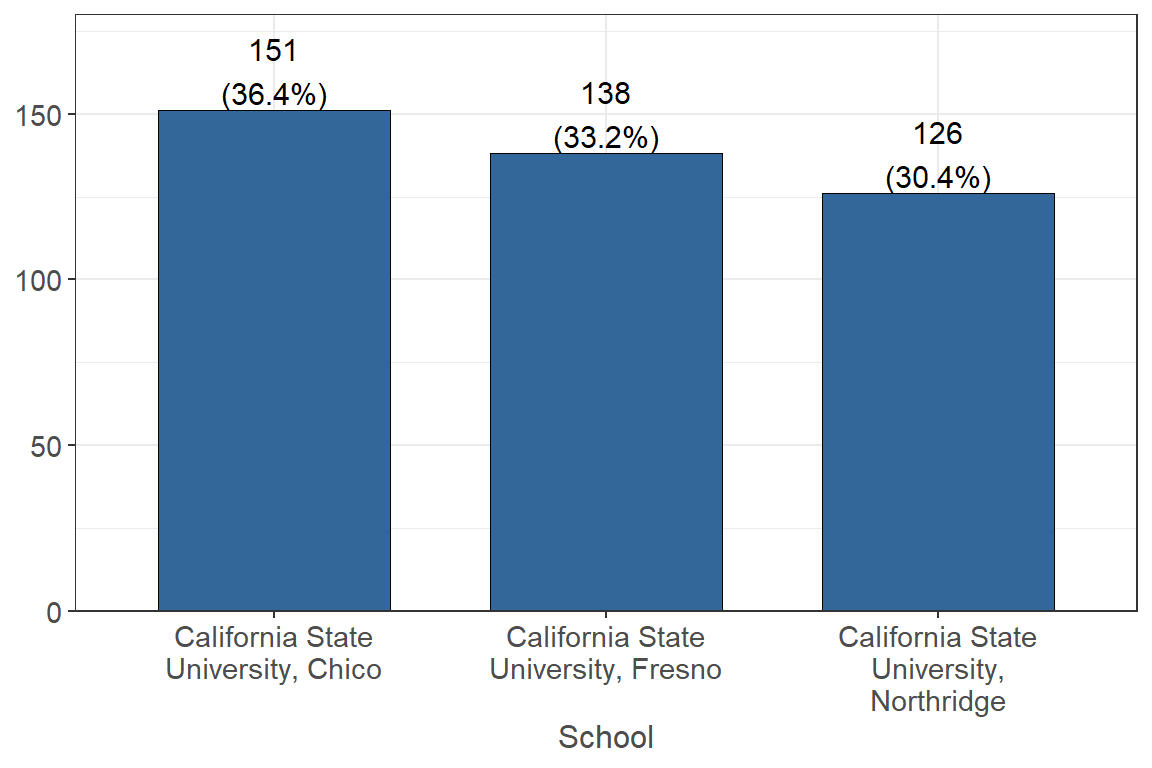 151
(36.4%)
138
(33.2%)
126
(30.4%)
150
100
50
0
California State
University, Chico
California State
University, Fresno
California State
University,
Northridge
School